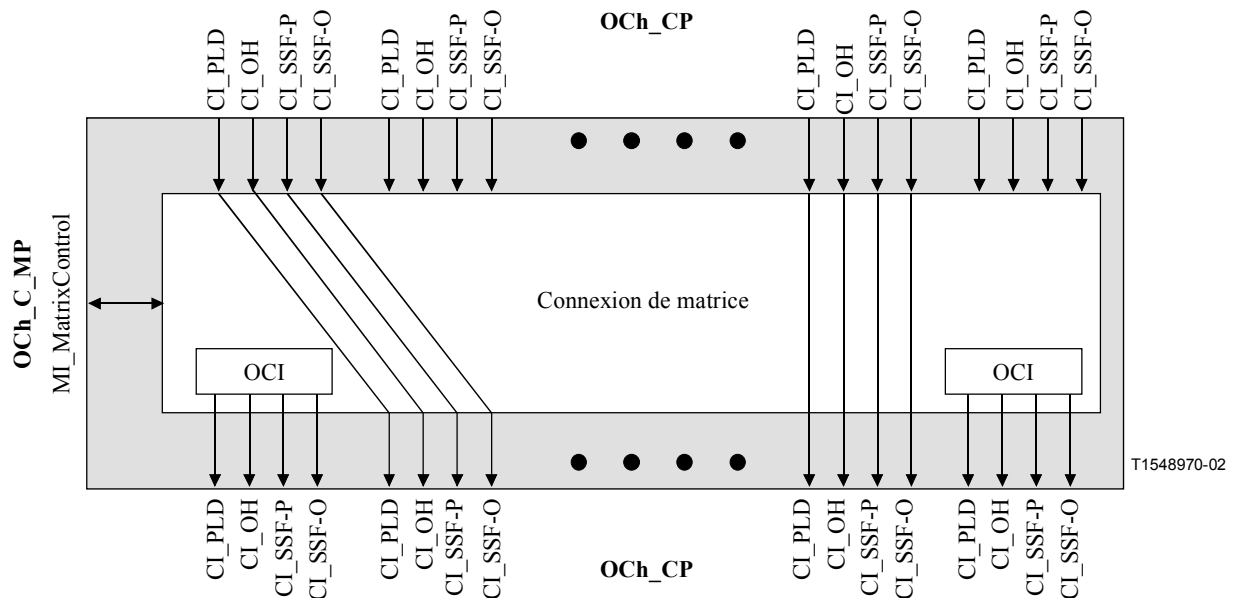 OCh_CP
CI_PLD
CI_OH
CI_SSF-P
CI_SSF-O
CI_PLD
CI_OH
CI_SSF-P
CI_SSF-O
CI_PLD
CI_OH
CI_SSF-P
CI_SSF-O
CI_PLD
CI_OH
CI_SSF-P
CI_SSF-O
OCh_C_MP
MI_MatrixControl
Connexion de matrice
OCI
OCI
T1548970-02
CI_PLD
CI_OH
CI_SSF-P
CI_SSF-O
CI_PLD
CI_OH
CI_SSF-P
CI_SSF-O
CI_PLD
CI_OH
CI_SSF-P
CI_SSF-O
CI_PLD
CI_OH
CI_SSF-P
CI_SSF-O
OCh_CP